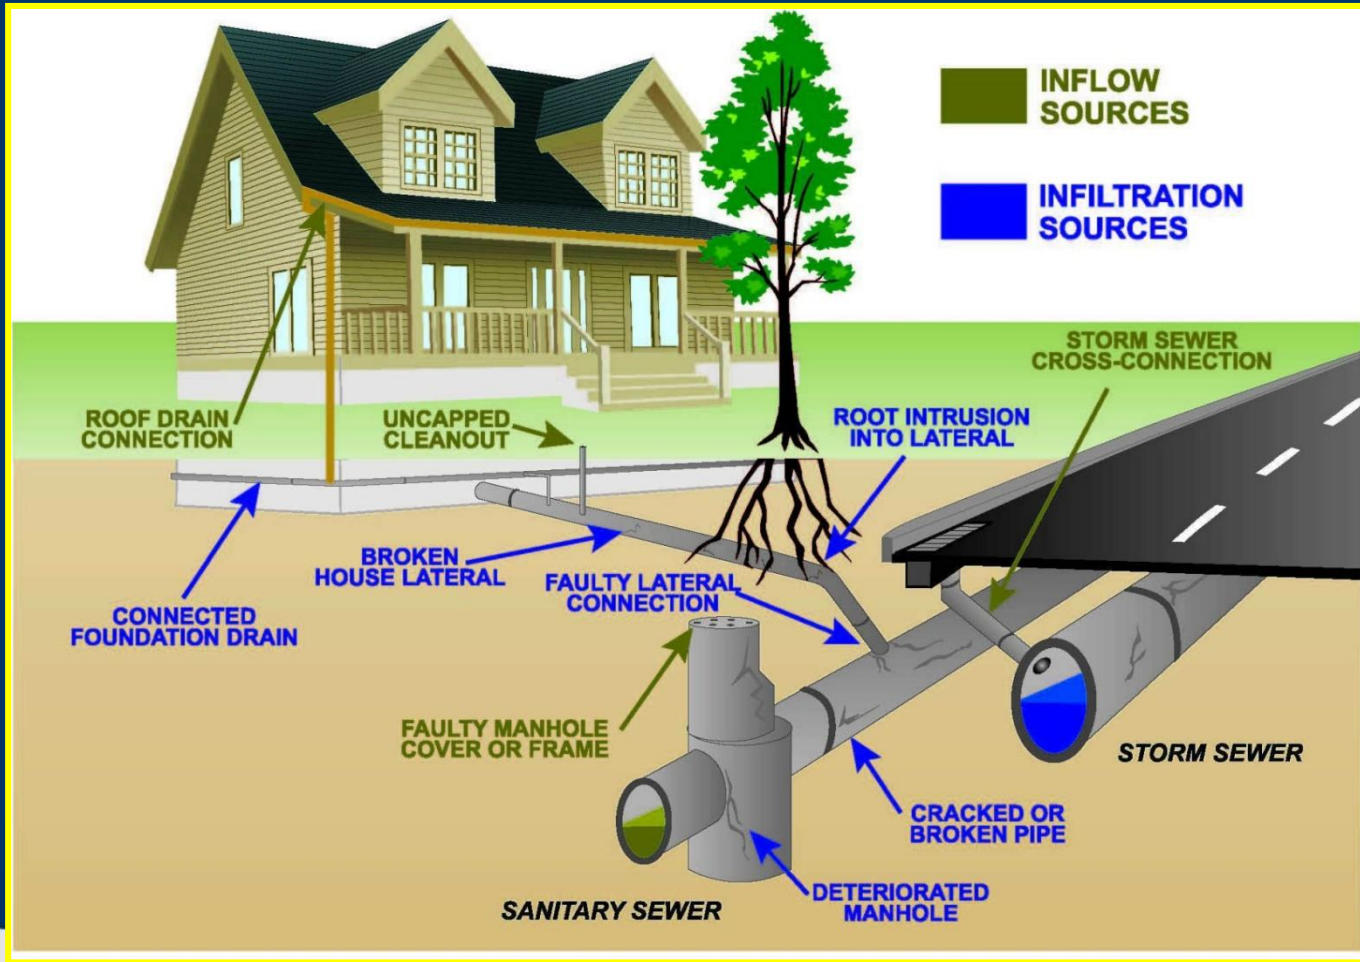 INFLOW
SOURCES
INFILTRATION
SOURCES
STORM SEWER
CROSS-CONNECTION
ROOF DRAIN
CONNECTION
UNCAPPED
CLEANOUT
ROOT INTRUSION
INTO LATERAL
BROKEN
HOUSE LATERAL
FAULTY LATERAL
CONNECTION
CONNECTED
FOUNDATION DRAIN
FAULTY MANHOLE
COVER OR FRAME
STORM SEWER
CRACKED OR
BROKEN PIPE
DETERIORATED
MANHOLE
SANITARY SEWER